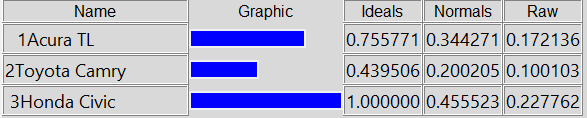 Name Graphic Ideals Normals Raw
1Acura TL 0.755771 0.344271 0.172136
2Toyota Camry 0.439506 0.200205 0.100103
3Honda Civic 1.000000 0.455523 0.227762